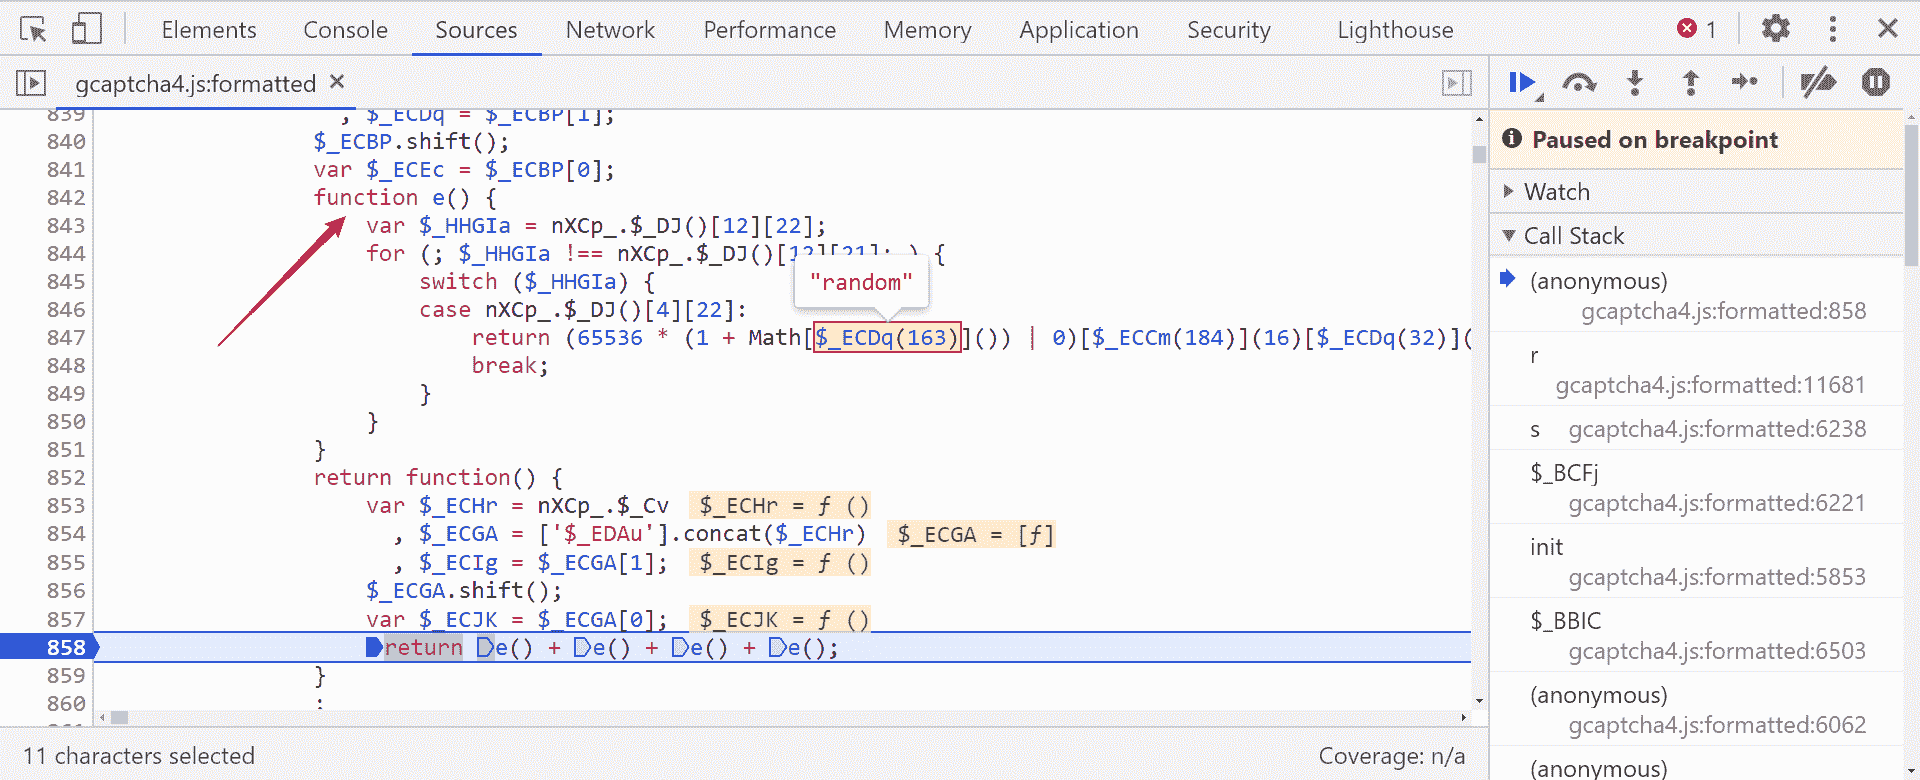 Elements Console Sources Network Performance Memory Application Security Lighthouse 1
gcaptcha4.js:formatted
839 , $_ECDq = $_ECBP[1];
840 $_ECBP.shift();
841 var $_ECEc = $_ECBP[0];
842 function e() {
843 var $_HHGIa = nXCp_.$_DJ()[12][22];
844 for (; $_HHGIa !== nXCp_.$_DJ()[12][21]; ) {
"random"
845 switch ($_HHGIa) {
846 case nXCp_.$_DJ()[4][22]:
847 return (65536 * (1 + Math[$_ECDq(163)]()) | 0)[$_ECCm(184)](16)[$_ECDq(32)](
848 break;
849 }
850 }
851 }
852 return function() {
853 var $_ECHr = nXCp_.$_Cv $_ECHr = ƒ ()
854 , $_ECGA = ['$_EDAu'].concat($_ECHr) $_ECGA = [ƒ]
855 , $_ECIg = $_ECGA[1]; $_ECIg = ƒ ()
856 $_ECGA.shift();
857 var $_ECJK = $_ECGA[0]; $_ECJK = ƒ ()
858 return e() + e() + e() + e();
859 }
860 ;
11 characters selected
Coverage: n/a
Paused on breakpoint
Watch
Call Stack
(anonymous)
gcaptcha4.js:formatted:858
r
gcaptcha4.js:formatted:11681
s gcaptcha4.js:formatted:6238
$_BCFj
gcaptcha4.js:formatted:6221
init
gcaptcha4.js:formatted:5853
$_BBIC
gcaptcha4.js:formatted:6503
(anonymous)
gcaptcha4.js:formatted:6062
(anonymous)